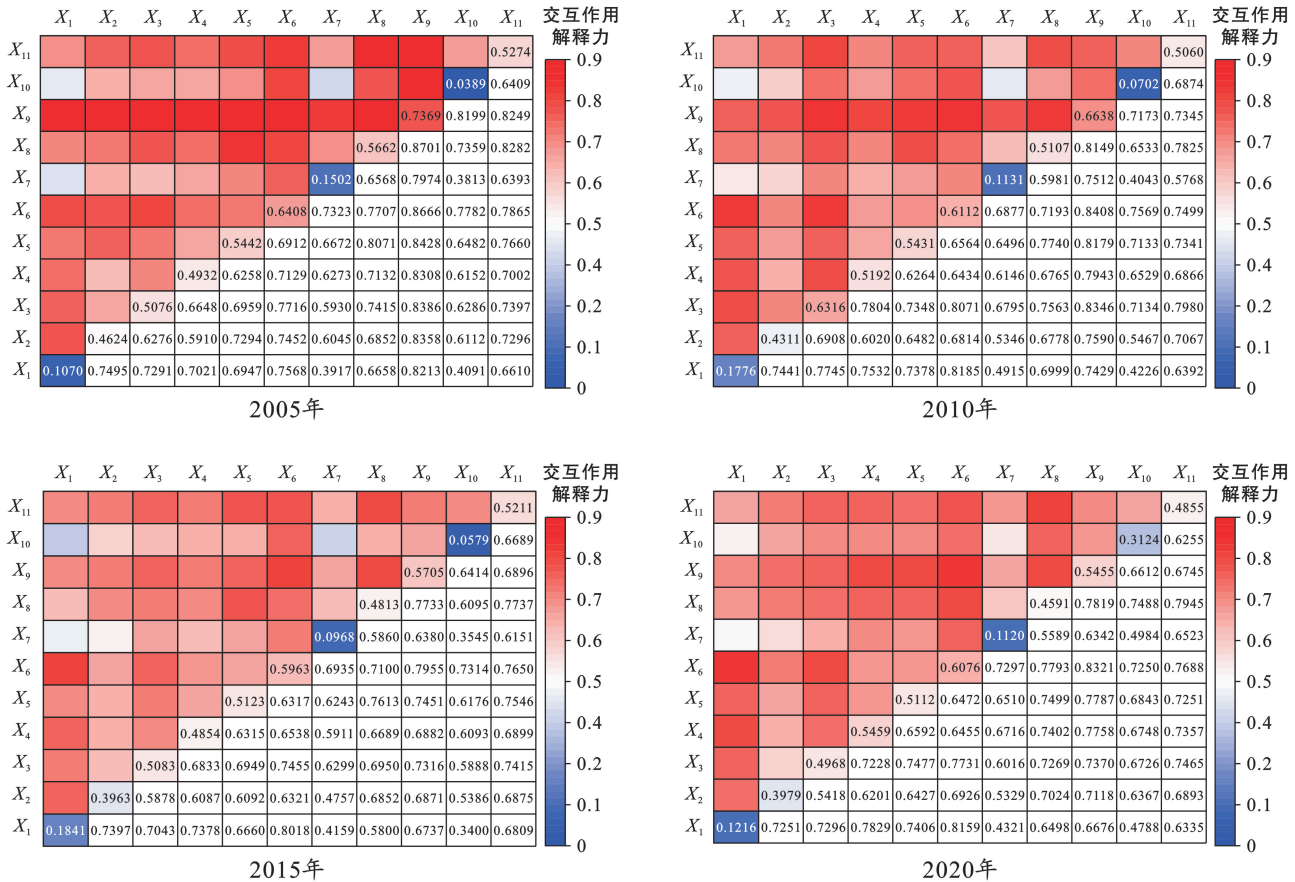 X₁ X₂ X₃ X₄ X₅ X₆ X₇ X₈ X₉ X₁₀ X₁₁
X₁₁ 0.5274
X₁₀ 0.0389 0.6409
X₉ 0.7369 0.8199 0.8249
X₈ 0.5662 0.8701 0.7359 0.8282
X₇ 0.1502 0.6568 0.7974 0.3813 0.6393
X₆ 0.6408 0.7323 0.7707 0.8666 0.7782 0.7865
X₅ 0.5442 0.6912 0.6672 0.8071 0.8428 0.6482 0.7660
X₄ 0.4932 0.6258 0.7129 0.6273 0.7132 0.8308 0.6152 0.7002
X₃ 0.5076 0.6648 0.6959 0.7716 0.5930 0.7415 0.8386 0.6286 0.7397
X₂ 0.4624 0.6276 0.5910 0.7294 0.7452 0.6045 0.6852 0.8358 0.6112 0.7296
X₁ 0.1070 0.7495 0.7291 0.7021 0.6947 0.7568 0.3917 0.6658 0.8213 0.4091 0.6610
交互作用
解释力
0.9
0.8
0.7
0.6
0.5
0.4
0.2
0.1
0
2005年
X₁ X₂ X₃ X₄ X₅ X₆ X₇ X₈ X₉ X₁₀ X₁₁
X₁₁ 0.5060
X₁₀ 0.0702 0.6874
X₉ 0.6638 0.7173 0.7345
X₈ 0.5107 0.8149 0.6533 0.7825
X₇ 0.1131 0.5981 0.7512 0.4043 0.5768
X₆ 0.6112 0.6877 0.7193 0.8408 0.7569 0.7499
X₅ 0.5431 0.6564 0.6496 0.7740 0.8179 0.7133 0.7341
X₄ 0.5192 0.6264 0.6434 0.6146 0.6765 0.7943 0.6529 0.6866
X₃ 0.6316 0.7804 0.7348 0.8071 0.6795 0.7563 0.8346 0.7134 0.7980
X₂ 0.4311 0.6908 0.6020 0.6482 0.6814 0.5346 0.6778 0.7590 0.5467 0.7067
X₁ 0.1776 0.7441 0.7745 0.7532 0.7378 0.8185 0.4915 0.6999 0.7429 0.4226 0.6392
交互作用
解释力
0.9
0.8
0.7
0.6
0.5
0.4
0.2
0.1
0
2010年
X₁ X₂ X₃ X₄ X₅ X₆ X₇ X₈ X₉ X₁₀ X₁₁
X₁₁ 0.5211
X₁₀ 0.0579 0.6689
X₉ 0.5705 0.6414 0.6896
X₈ 0.4813 0.7733 0.6095 0.7737
X₇ 0.0968 0.5860 0.6380 0.3545 0.6151
X₆ 0.5963 0.6935 0.7100 0.7955 0.7314 0.7650
X₅ 0.5123 0.6317 0.6243 0.7613 0.7451 0.6176 0.7546
X₄ 0.4854 0.6315 0.6538 0.5911 0.6689 0.6882 0.6093 0.6899
X₃ 0.5083 0.6833 0.6949 0.7455 0.6299 0.6950 0.7316 0.5888 0.7415
X₂ 0.3963 0.5878 0.6087 0.6092 0.6321 0.4757 0.6852 0.6871 0.5386 0.6875
X₁ 0.1841 0.7397 0.7043 0.7378 0.6660 0.8018 0.4159 0.5800 0.6737 0.3400 0.6809
交互作用
解释力
0.9
0.8
0.7
0.6
0.5
0.4
0.2
0.1
0
2015年
X₁ X₂ X₃ X₄ X₅ X₆ X₇ X₈ X₉ X₁₀ X₁₁
X₁₁ 0.4855
X₁₀ 0.3124 0.6255
X₉ 0.5455 0.6612 0.6745
X₈ 0.4591 0.7819 0.7488 0.7945
X₇ 0.1120 0.5589 0.6342 0.4984 0.6523
X₆ 0.6076 0.7297 0.7793 0.8321 0.7250 0.7688
X₅ 0.5112 0.6472 0.6510 0.7499 0.7787 0.6843 0.7251
X₄ 0.5459 0.6592 0.6455 0.6716 0.7402 0.7758 0.6748 0.7357
X₃ 0.4968 0.7228 0.7477 0.7731 0.6016 0.7269 0.7370 0.6726 0.7465
X₂ 0.3979 0.5418 0.6201 0.6427 0.6926 0.5329 0.7024 0.7118 0.6367 0.6893
X₁ 0.1216 0.7251 0.7296 0.7829 0.7406 0.8159 0.4321 0.6498 0.6676 0.4788 0.6335
交互作用
解释力
0.9
0.8
0.7
0.6
0.5
0.4
0.2
0.1
0
2020年